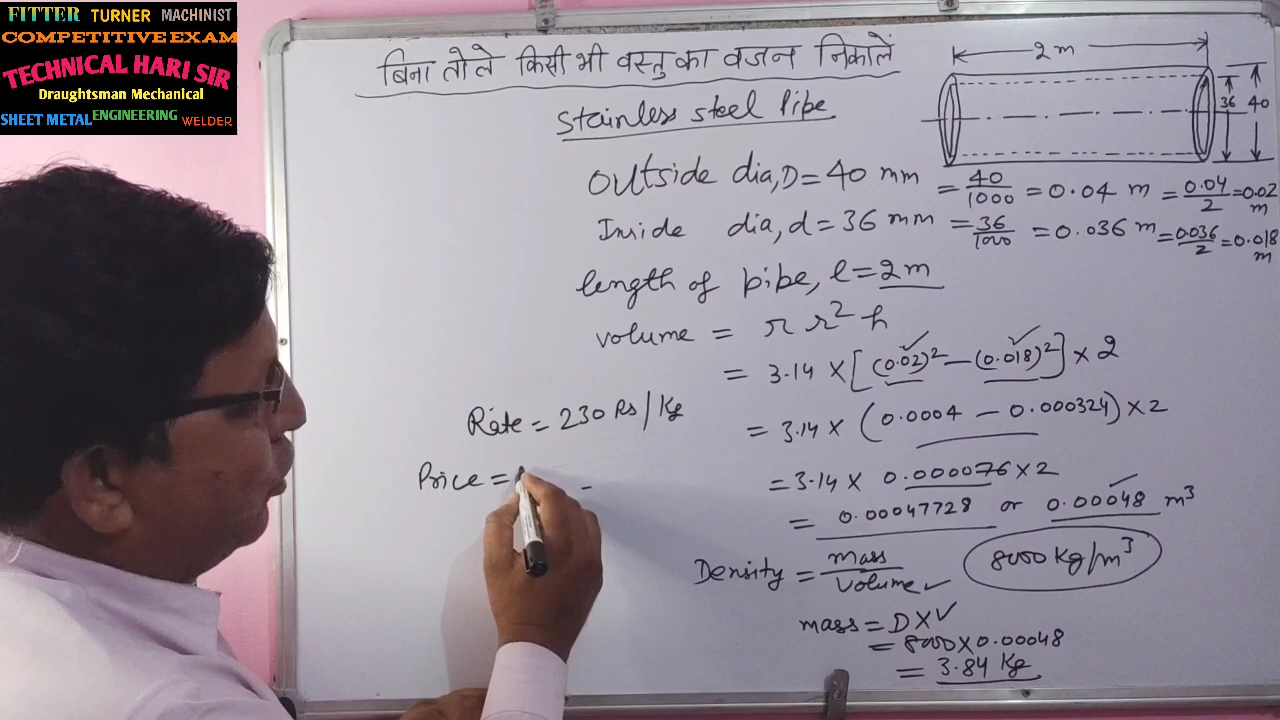 FITTER TURNER MACHINIST
COMPETITIVE EXAM
TECHNICAL HARI SIR
Draughtsman Mechanical
SHEET METAL ENGINEERING WELDER
बिना तोले किसी भी वस्तु का वजन निकालें
Stainless steel Pipe
2m
36 40
Outside dia, D = 40 mm = 40/1000 = 0.04 m = 0.04/2 = 0.02 m
Inside dia, d = 36 mm = 36/1000 = 0.036 m = 0.036/2 = 0.018 m
length of pipe, l = 2m
volume = π r² h
= 3.14 × [(0.02)² − (0.018)²] × 2
= 3.14 × (0.0004 − 0.000324) × 2
= 3.14 × 0.000076 × 2
= 0.00047728 or 0.00048 m³
Rate = 230 Rs/Kg
Price =
Density = mass/volume 8000 Kg/m³
mass = D × V
= 8000 × 0.00048
= 3.84 Kg